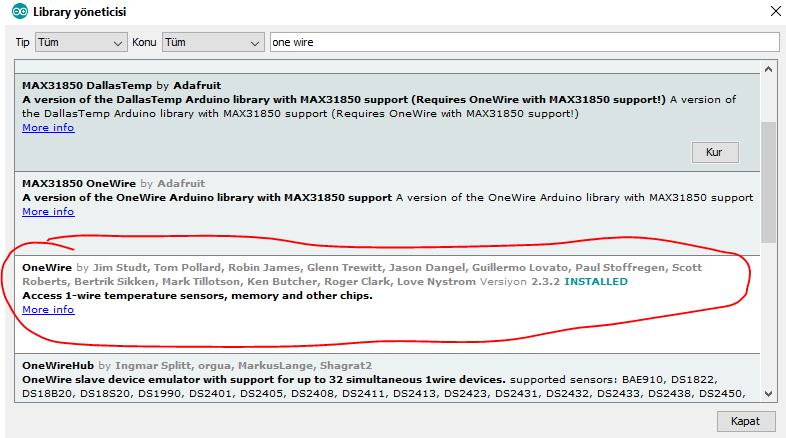 Library yöneticisi
Tip Tüm Konu Tüm one wire
MAX31850 DallasTemp by Adafruit
A version of the DallasTemp Arduino library with MAX31850 support (Requires OneWire with MAX31850 support!) A version of
the DallasTemp Arduino library with MAX31850 support (Requires OneWire with MAX31850 support!)
More info
Kur
MAX31850 OneWire by Adafruit
A version of the OneWire Arduino library with MAX31850 support A version of the OneWire Arduino library with MAX31850 support
More info
OneWire by Jim Studt, Tom Pollard, Robin James, Glenn Trewitt, Jason Dangel, Guillermo Lovato, Paul Stoffregen, Scott
Roberts, Bertrik Sikken, Mark Tillotson, Ken Butcher, Roger Clark, Love Nystrom Versiyon 2.3.2 INSTALLED
Access 1-wire temperature sensors, memory and other chips.
More info
OneWireHub by Ingmar Splitt, orgua, MarkusLange, Shagrat2
OneWire slave device emulator with support for up to 32 simultaneous 1wire devices. supported sensors: BAE910, DS1822,
DS18B20, DS18S20, DS1990, DS2401, DS2405, DS2408, DS2411, DS2413, DS2423, DS2431, DS2432, DS2433, DS2438, DS2450,
Kapat